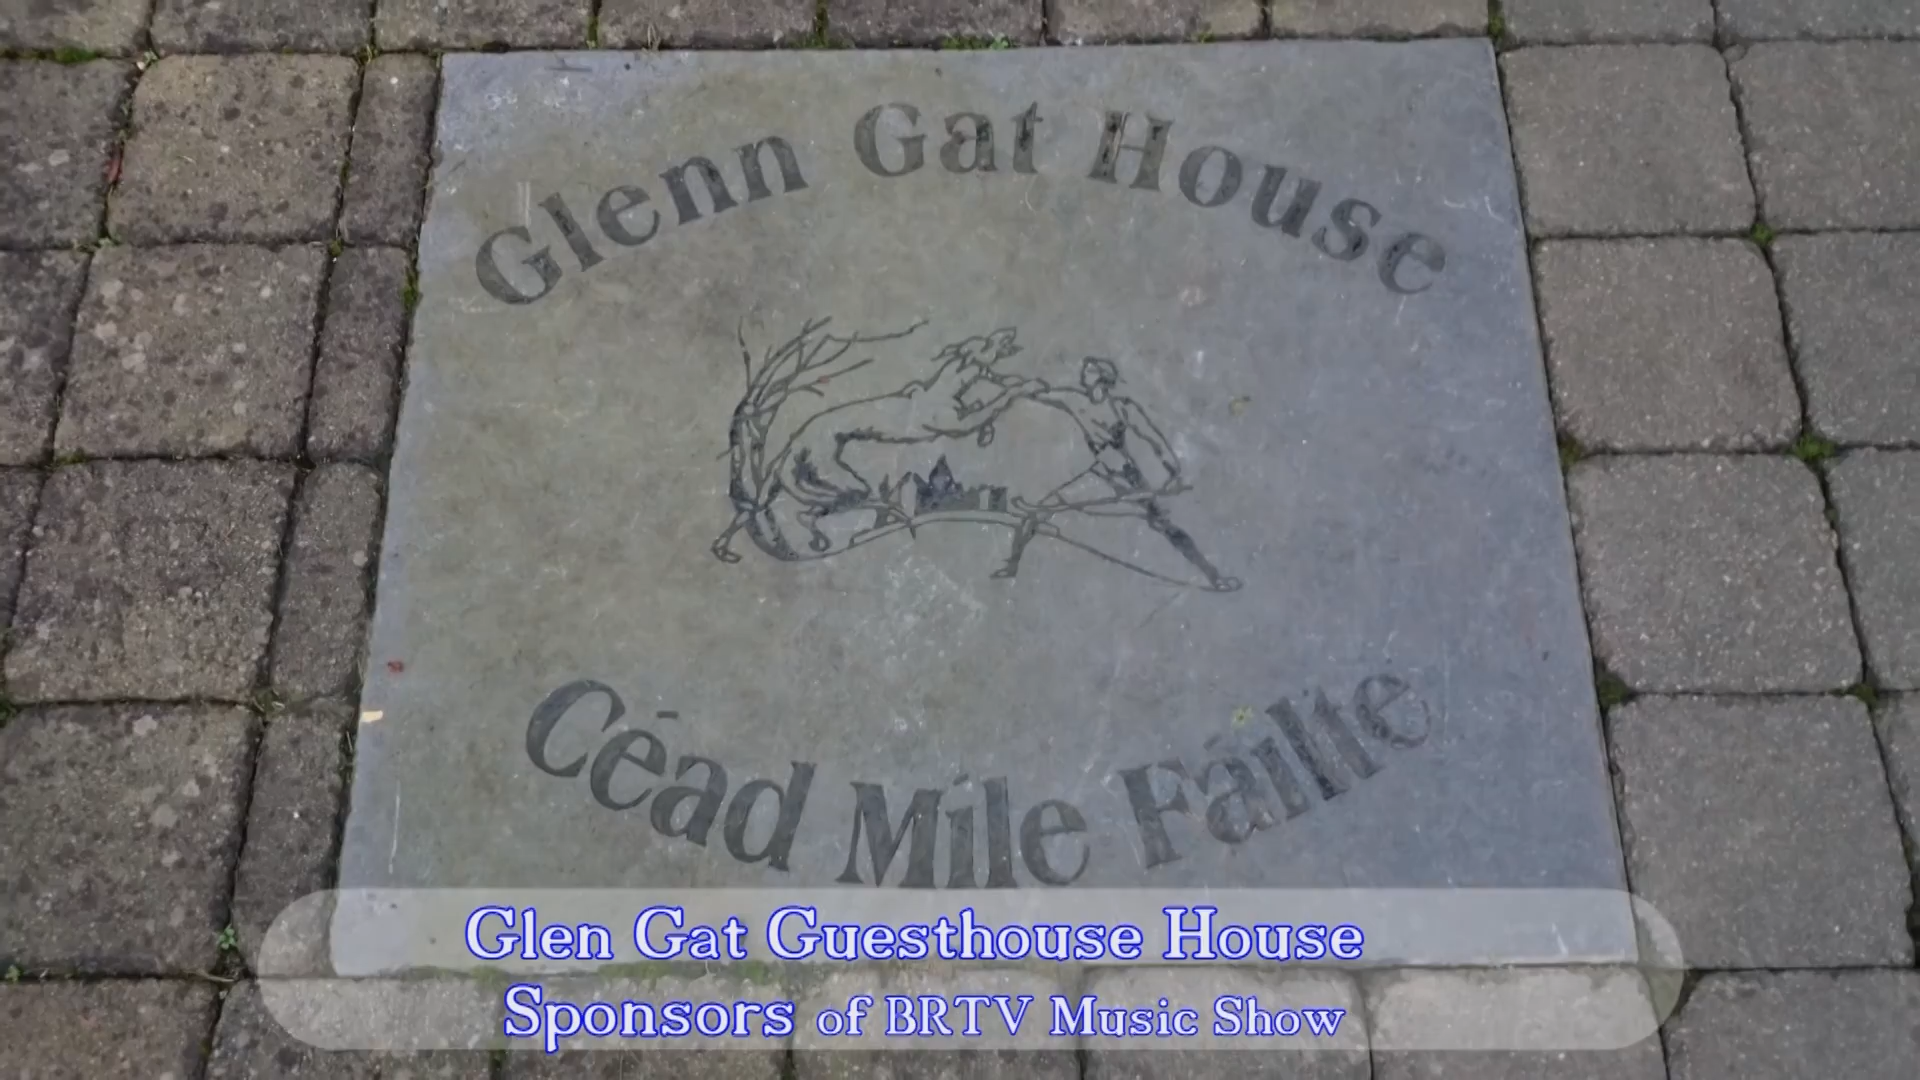 Glenn Gat House
Céad Míle Fáilte
Glen Gat Guesthouse House
Sponsors of BRTV Music Show